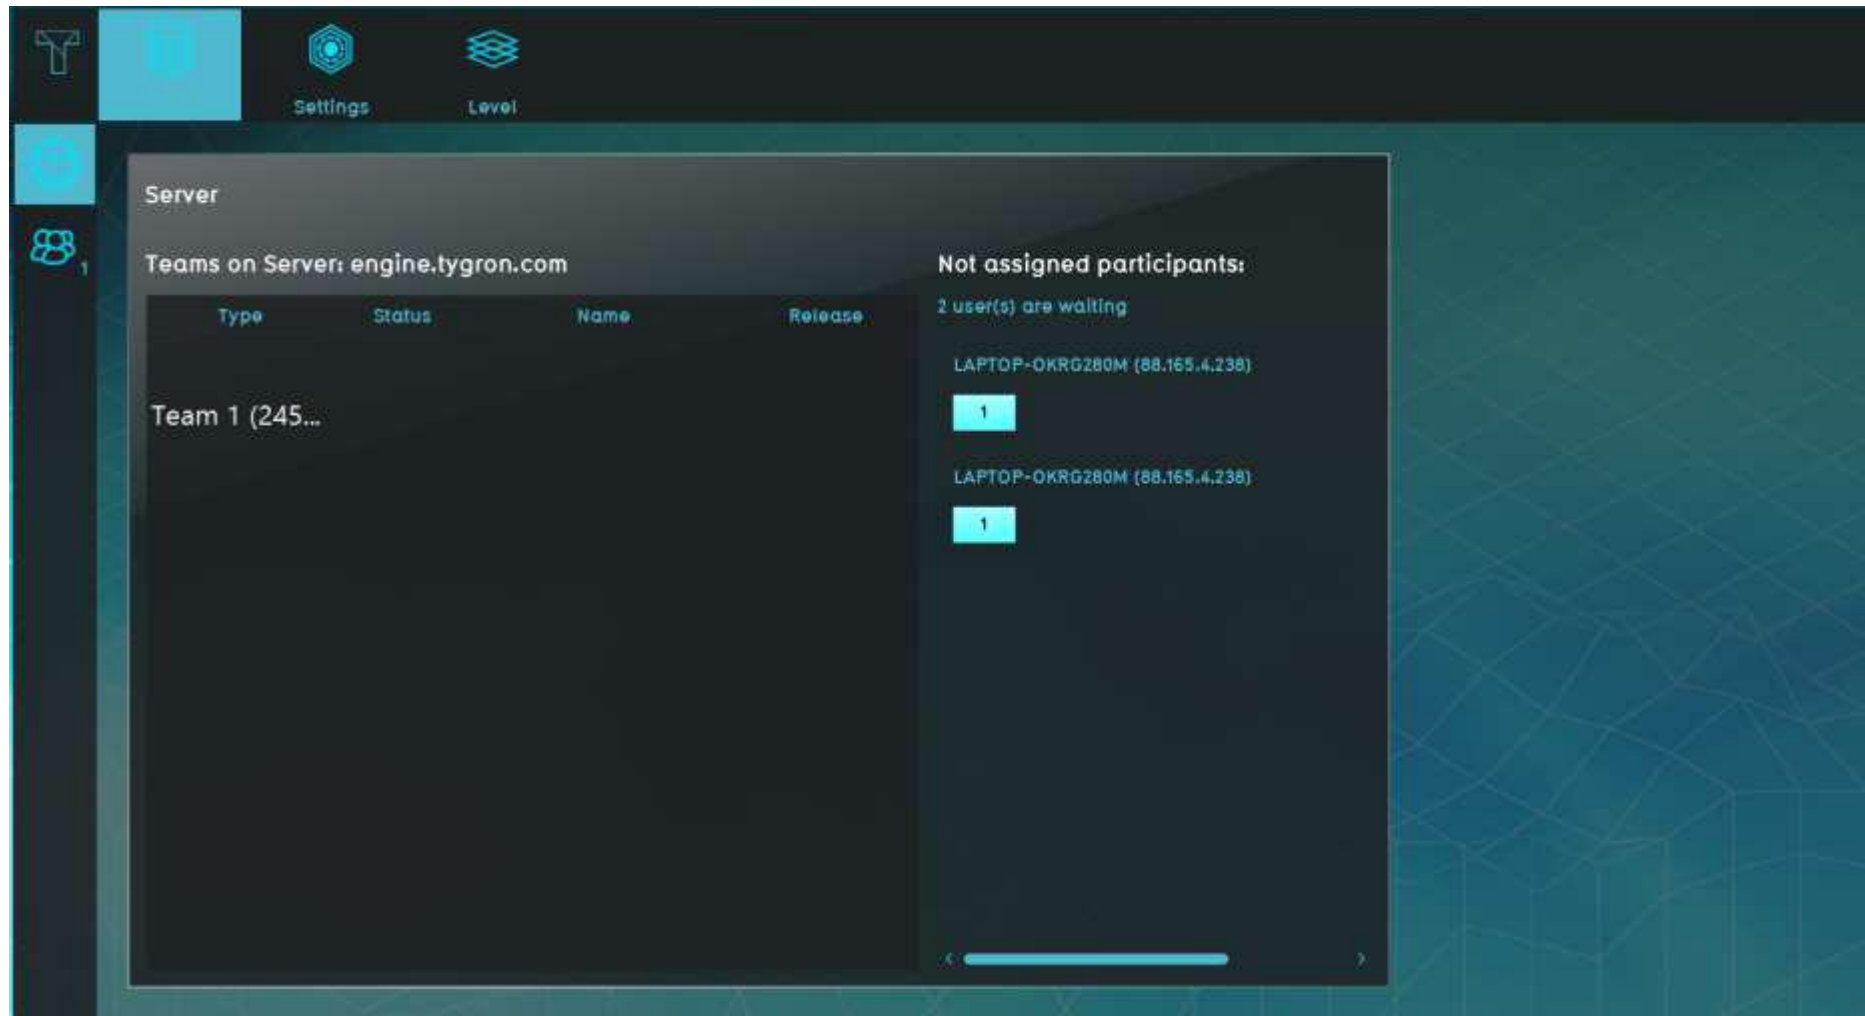 Settings
Level
1
Server
Teams on Server: engine.tygron.com
Type Status Name Release
Team 1 (245...
Not assigned participants:
2 user(s) are waiting
LAPTOP-OKRG280M (88.165.4.238)
1
LAPTOP-OKRG280M (88.165.4.238)
1